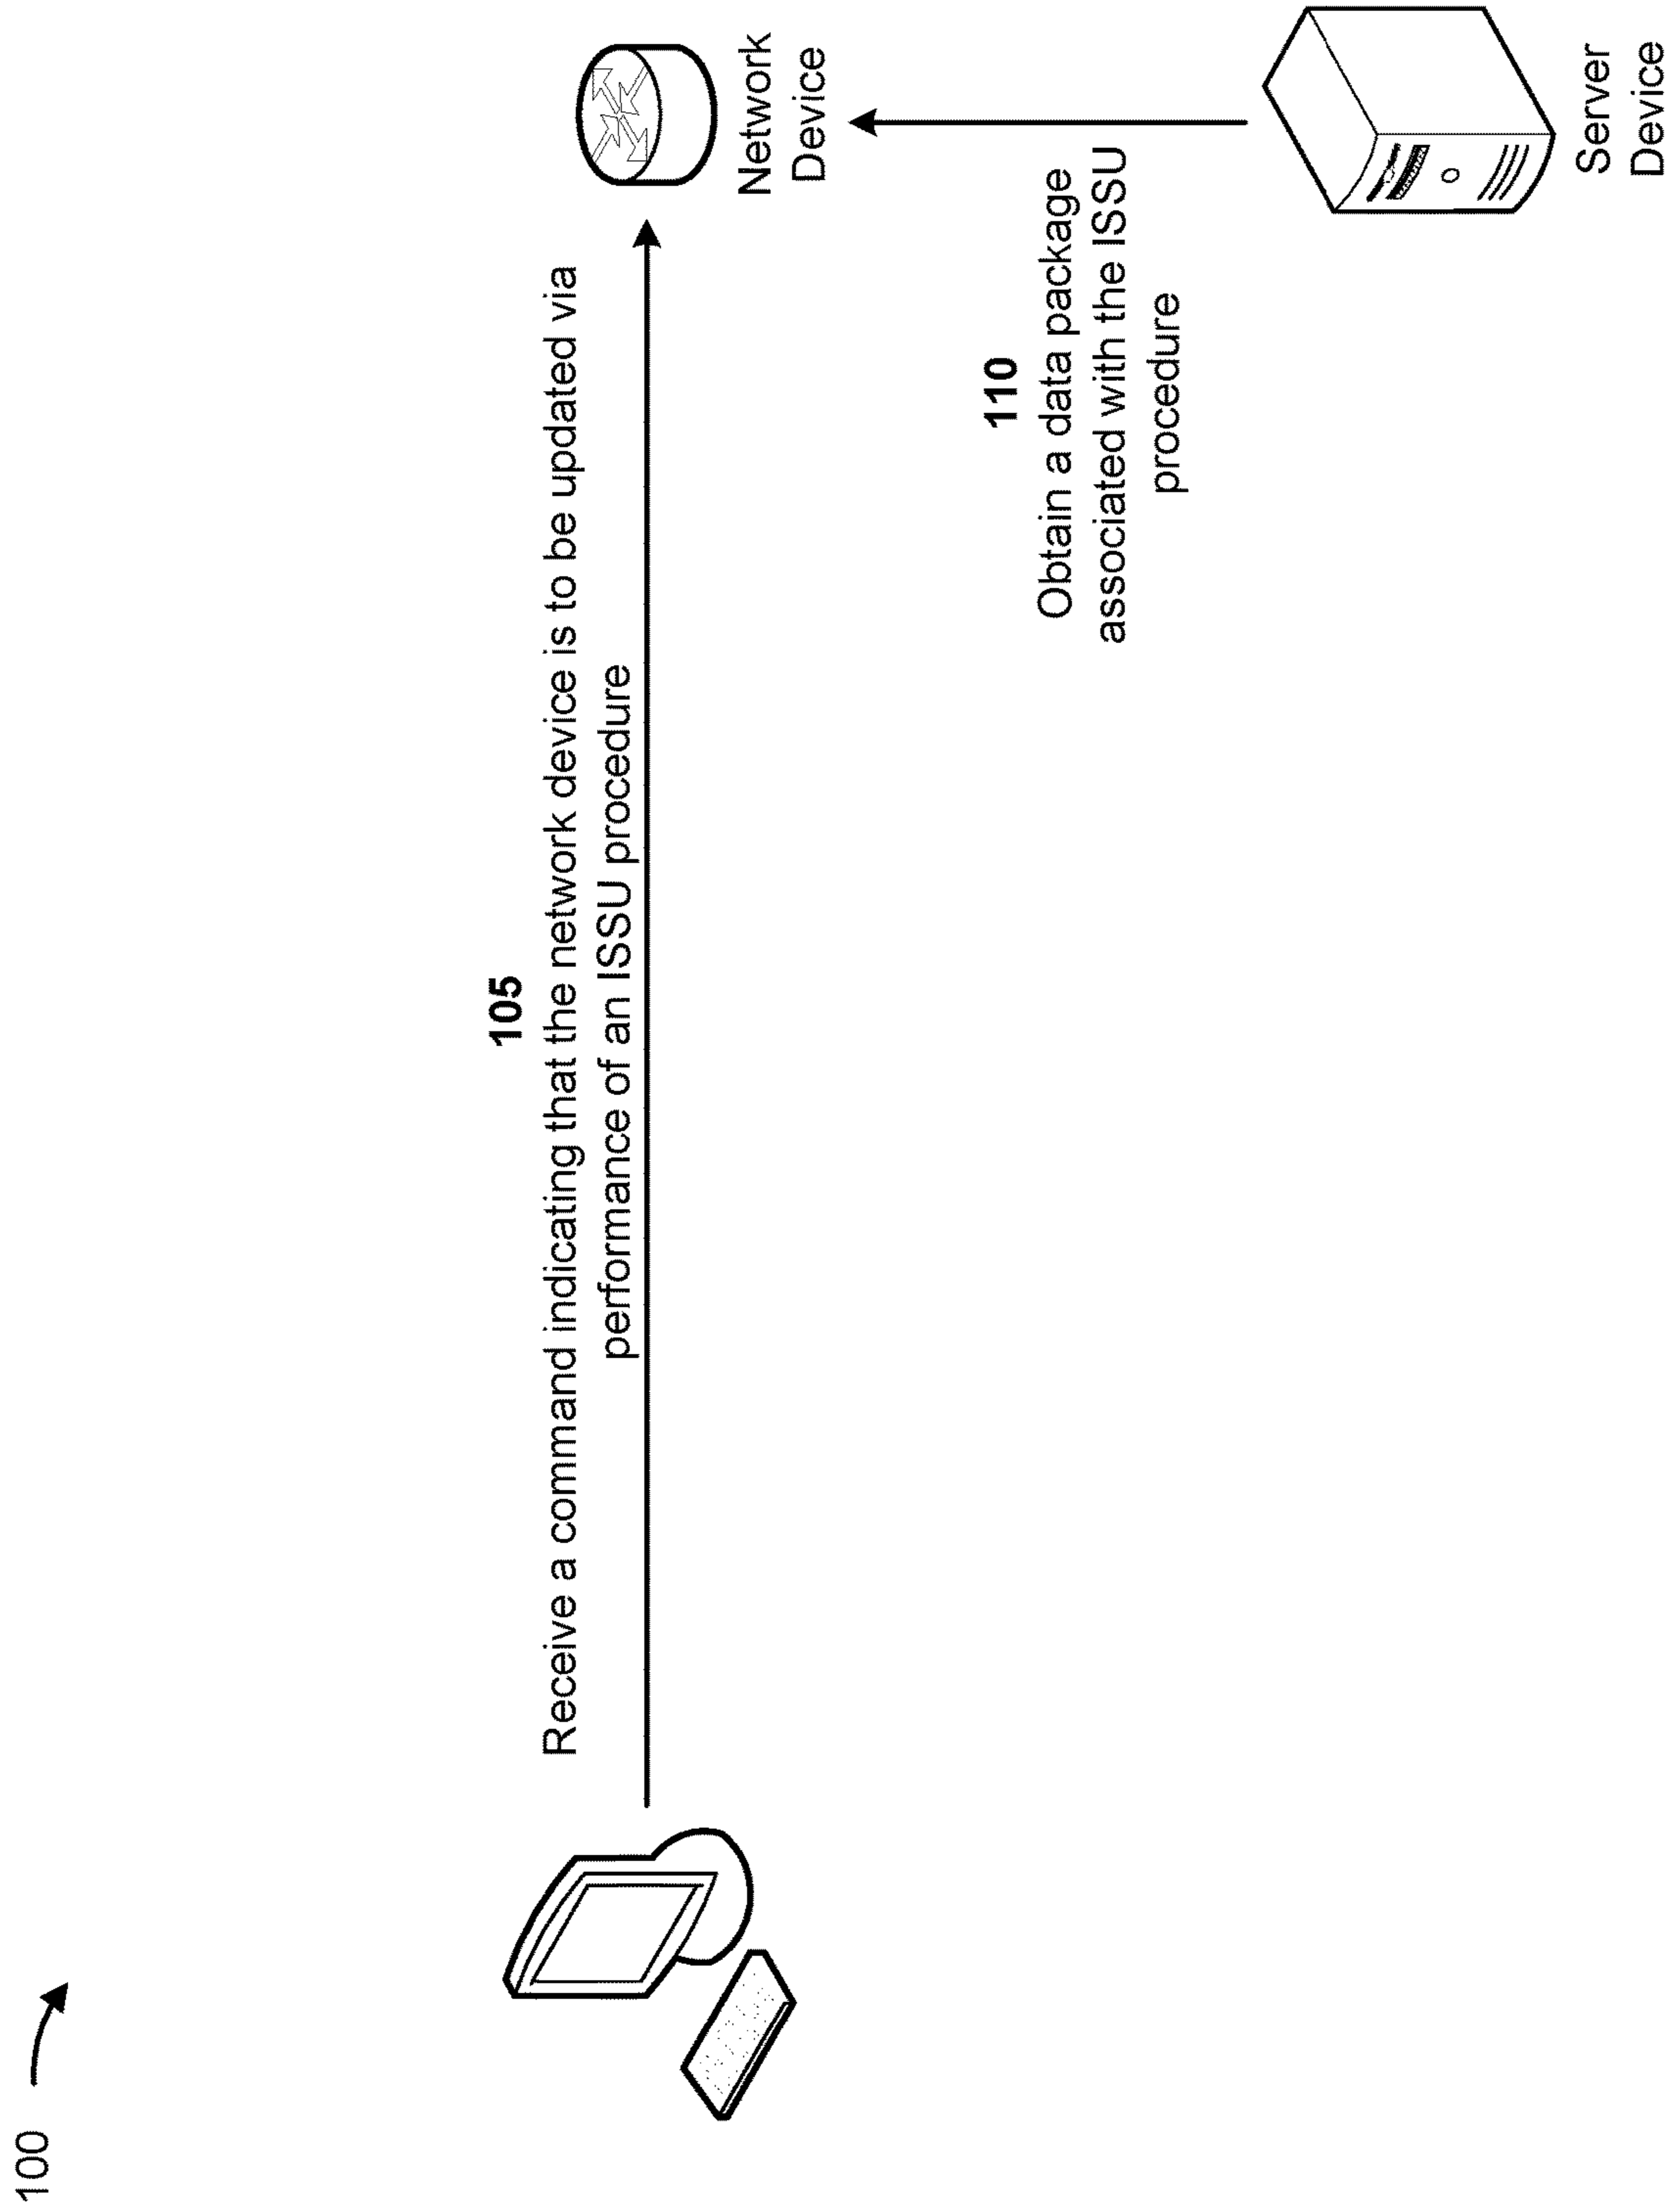 100
105
Receive a command indicating that the network device is to be updated via
performance of an ISSU procedure
Network
Device
110
Obtain a data package
associated with the ISSU
procedure
Server
Device